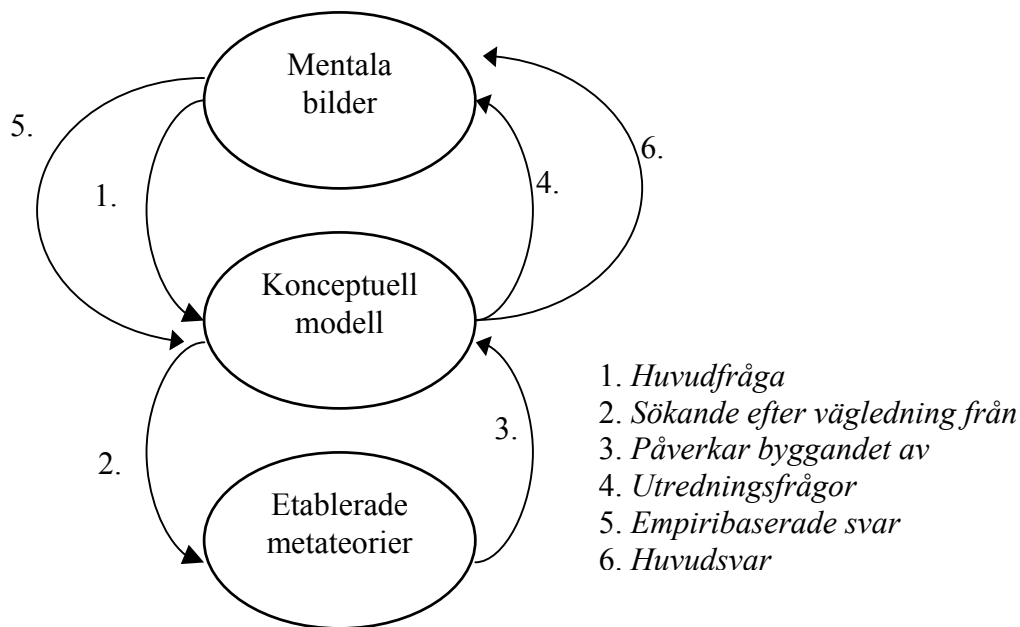 Mentala
bilder
5.
6.
1.
4.
Konceptuell
modell
3.
2.
Etablerade
metateorier
1. Huvudfråga
2. Sökande efter vägledning från
3. Påverkar byggandet av
4. Utredningsfrågor
5. Empiribaserade svar
6. Huvudsvar